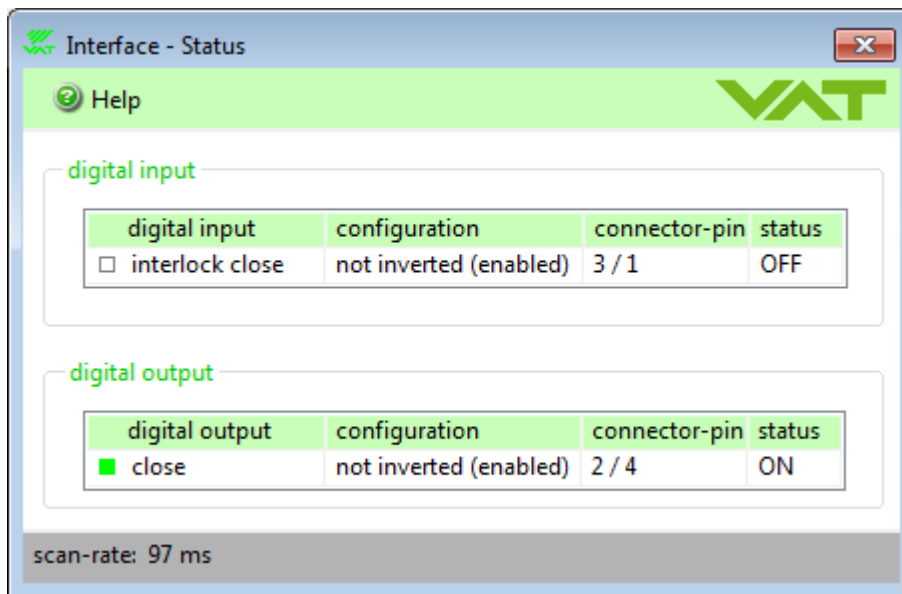 VAT Interface - Status
Help VAT
digital input
digital input configuration connector-pin status
interlock close not inverted (enabled) 3 / 1 OFF
digital output
digital output configuration connector-pin status
close not inverted (enabled) 2 / 4 ON
scan-rate: 97 ms